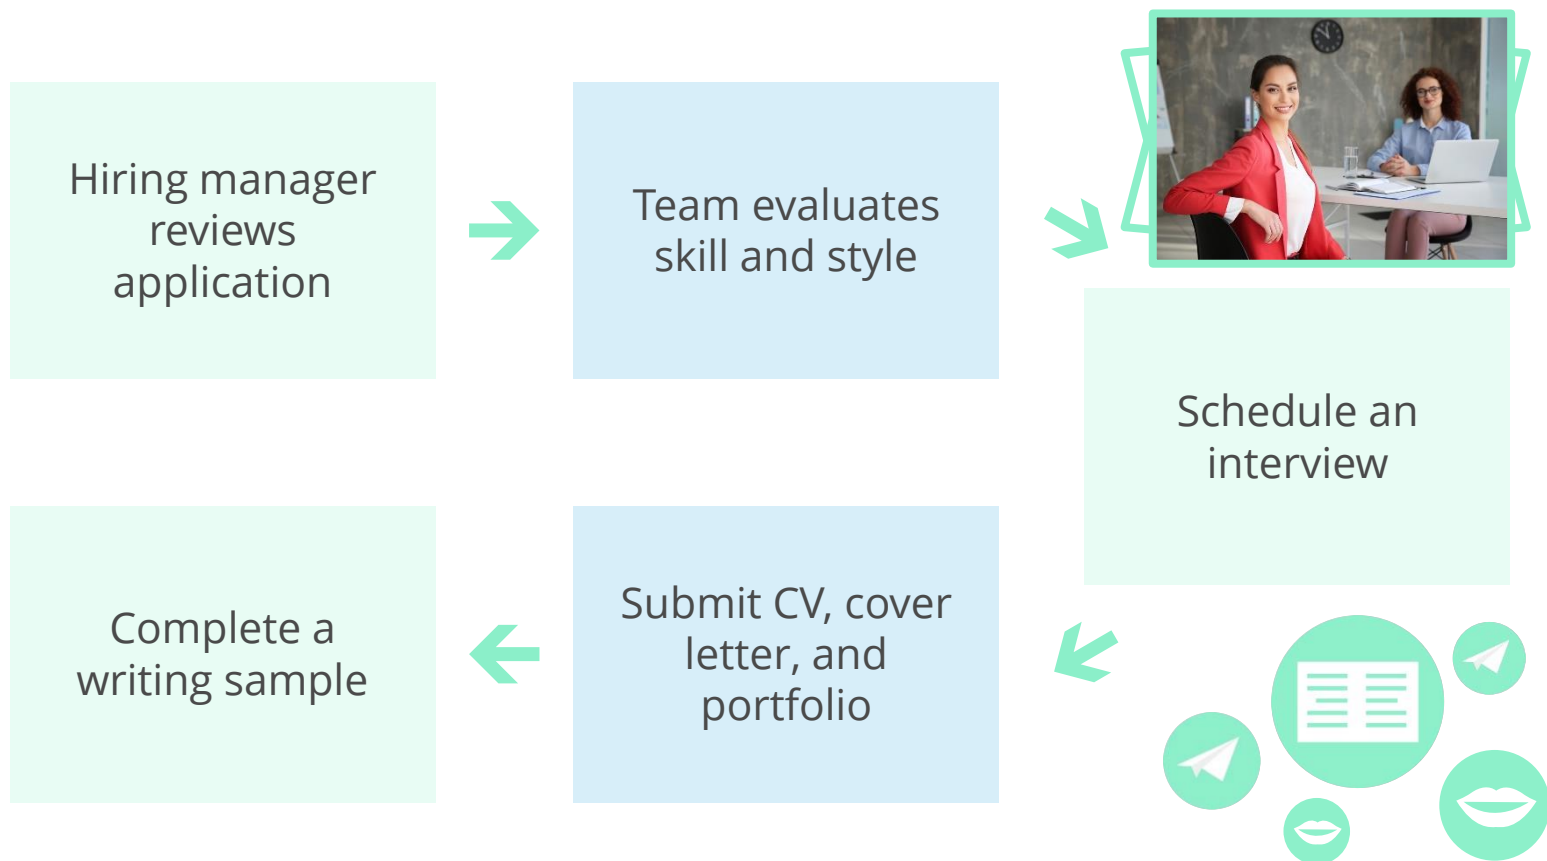 Hiring manager
reviews
application
Team evaluates
skill and style
Schedule an
interview
Submit CV, cover
letter, and
portfolio
Complete a
writing sample